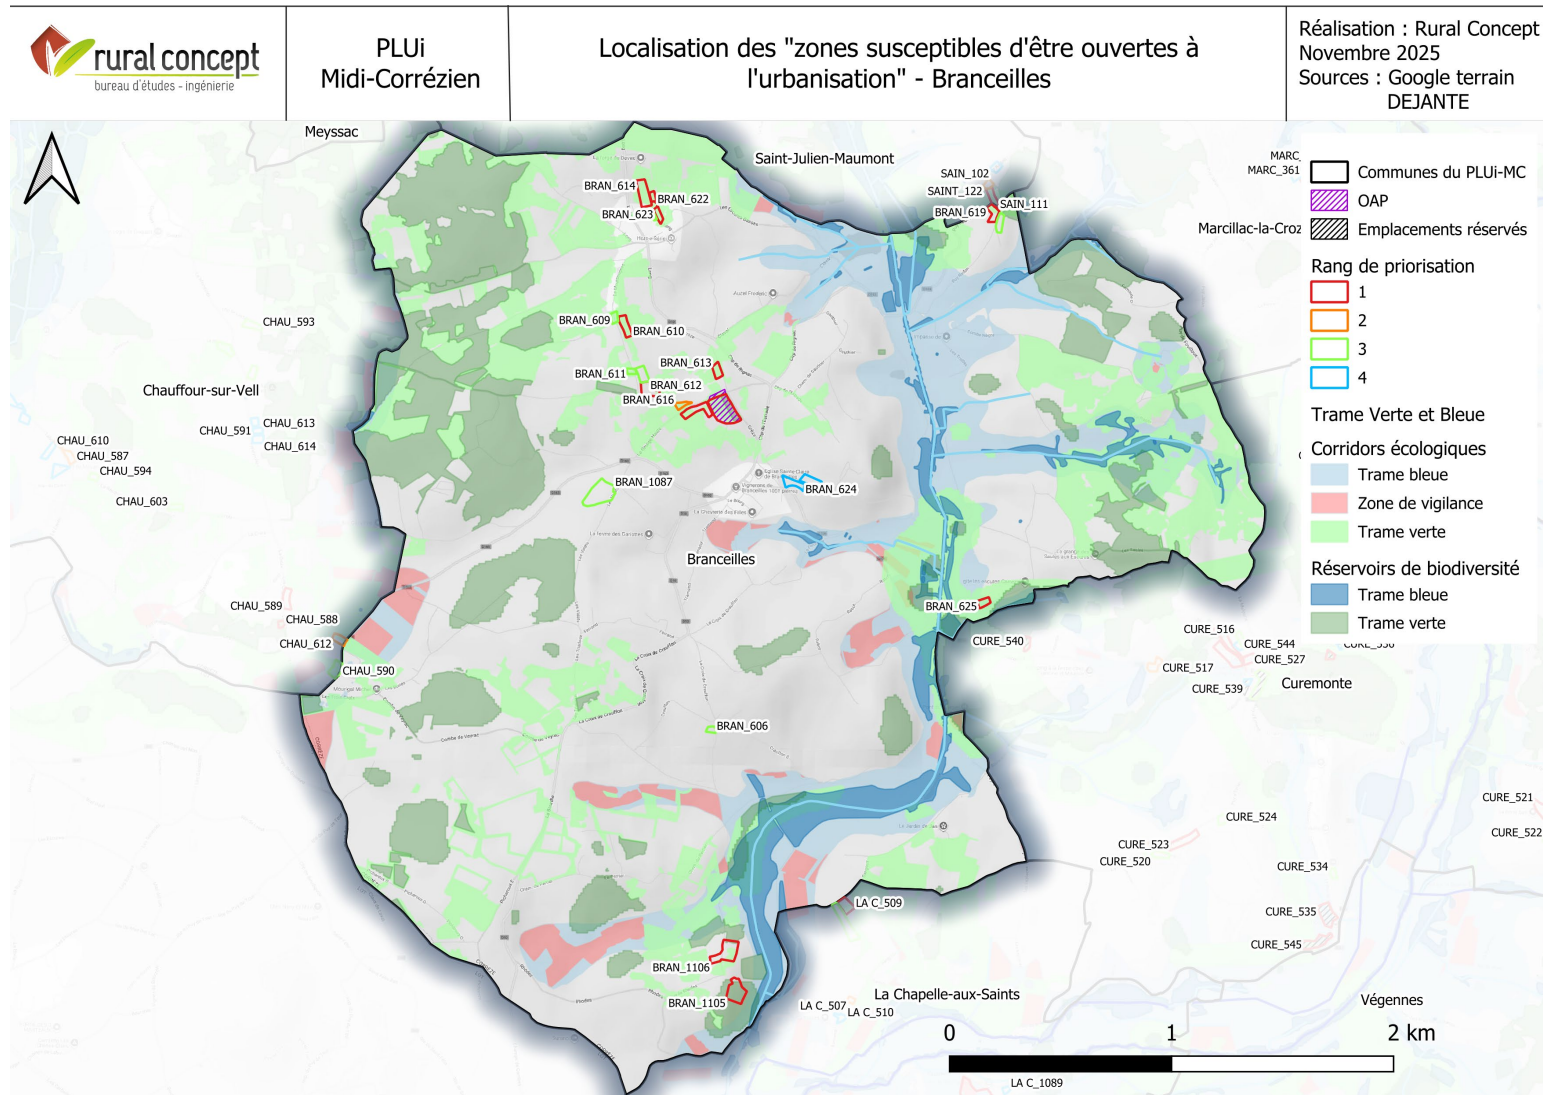 rural concept
bureau d'études - ingénierie
PLUi
Midi-Corrézien
Localisation des "zones susceptibles d'être ouvertes à
l'urbanisation" - Branceilles
Réalisation : Rural Concept
Novembre 2025
Sources : Google terrain
DEJANTE
Meyssac
Saint-Julien-Maumont
SAIN_102
SAINT_122
SAIN_111
BRAN_619
MARC_
MARC_361
Marcillac-la-Croz
BRAN_614
BRAN_622
BRAN_623
Communes du PLUi-MC
OAP
Emplacements réservés
Rang de priorisation
1
2
3
4
Trame Verte et Bleue
Corridors écologiques
Trame bleue
Zone de vigilance
Trame verte
Réservoirs de biodiversité
Trame bleue
Trame verte
CHAU_593
BRAN_609
BRAN_610
BRAN_613
BRAN_611
BRAN_612
BRAN_616
Chauffour-sur-Vell
CHAU_613
CHAU_591
CHAU_614
CHAU_610
CHAU_587
CHAU_594
CHAU_603
BRAN_1087
BRAN_624
Branceilles
CHAU_589
CHAU_588
CHAU_612
CHAU_590
BRAN_625
CURE_540
CURE_516
CURE_544
CURE_527
CURE_517
CURE_539
Curemonte
BRAN_606
CURE_521
CURE_522
CURE_524
CURE_523
CURE_520
CURE_534
CURE_535
CURE_545
LA C_509
BRAN_1106
BRAN_1105
LA C_507
LA C_510
La Chapelle-aux-Saints
Végennes
0 1 2 km
LA C_1089